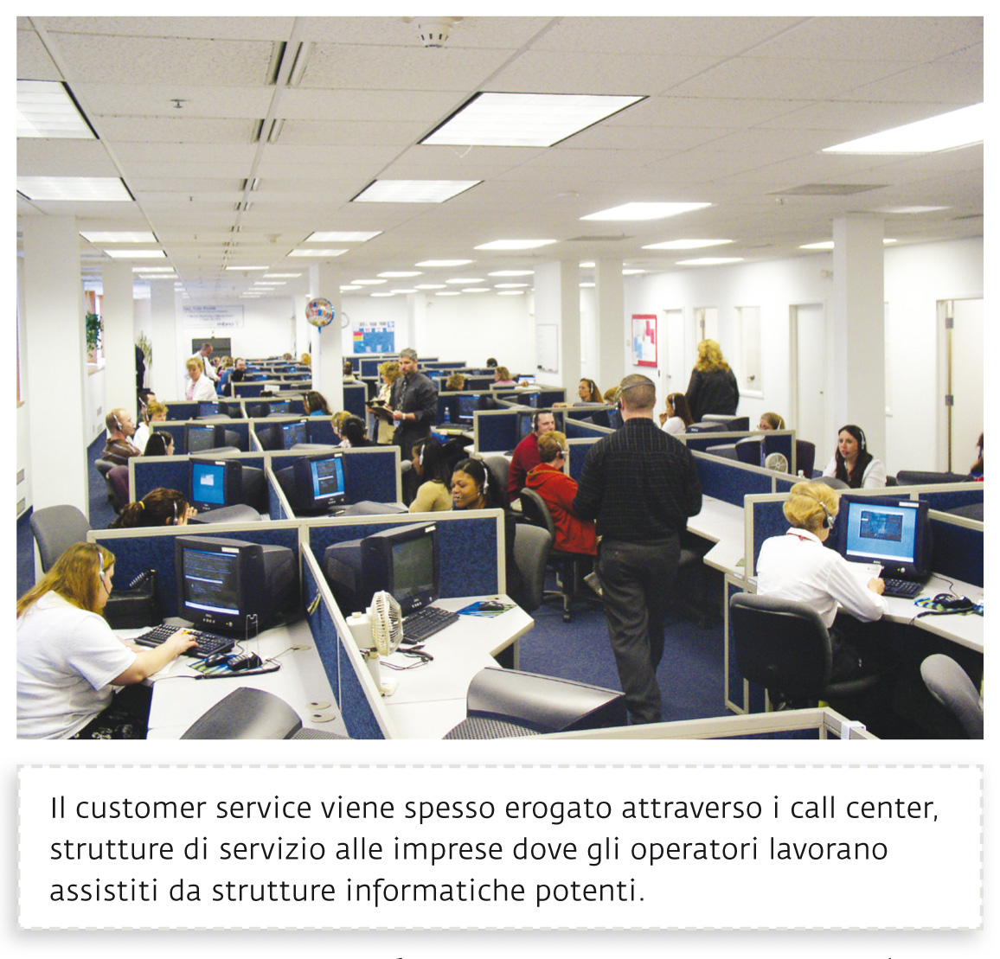 Il customer service viene spesso erogato attraverso i call center,
strutture di servizio alle imprese dove gli operatori lavorano
assistiti da strutture informatiche potenti.